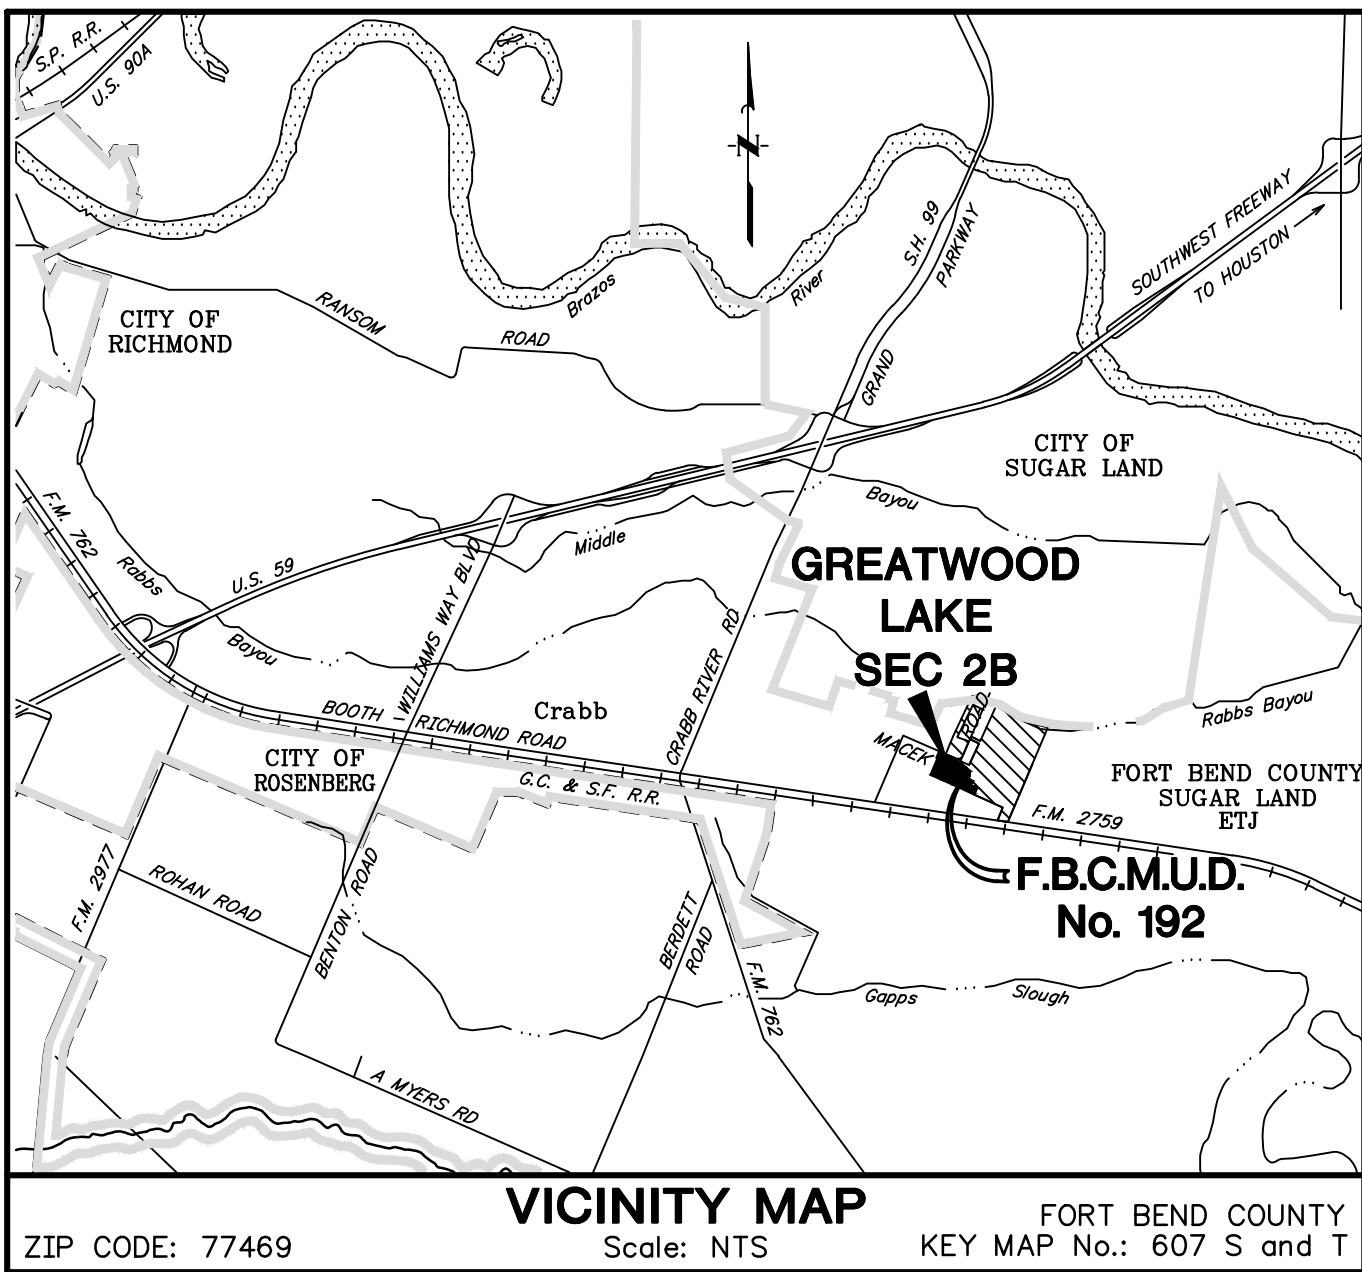 S.P. R.R.
U.S. 90A
N
S.H. 99
GRAND
PARKWAY
SOUTHWEST FREEWAY
TO HOUSTON
Brazos
River
RANSOM
ROAD
CITY OF
RICHMOND
CITY OF
SUGAR LAND
F.M. 762
Rabbs
Bayou
U.S. 59
WILLIAMS WAY BLVD
Middle
Bayou
GREATWOOD
LAKE
SEC 2B
CRABB RIVER RD
Crabb
BOOTH
RICHMOND ROAD
CITY OF
ROSENBERG
G.C. & S.F. R.R.
MACEK
ROAD
Rabbs Bayou
FORT BEND COUNTY
SUGAR LAND
ETJ
F.M. 2759
F.B.C.M.U.D.
No. 192
F.M. 2977
ROHAN ROAD
BENTON ROAD
BERDETT
ROAD
F.M. 762
Gapps
Slough
A MYERS RD
VICINITY MAP
Scale: NTS
ZIP CODE: 77469
FORT BEND COUNTY
KEY MAP No.: 607 S and T